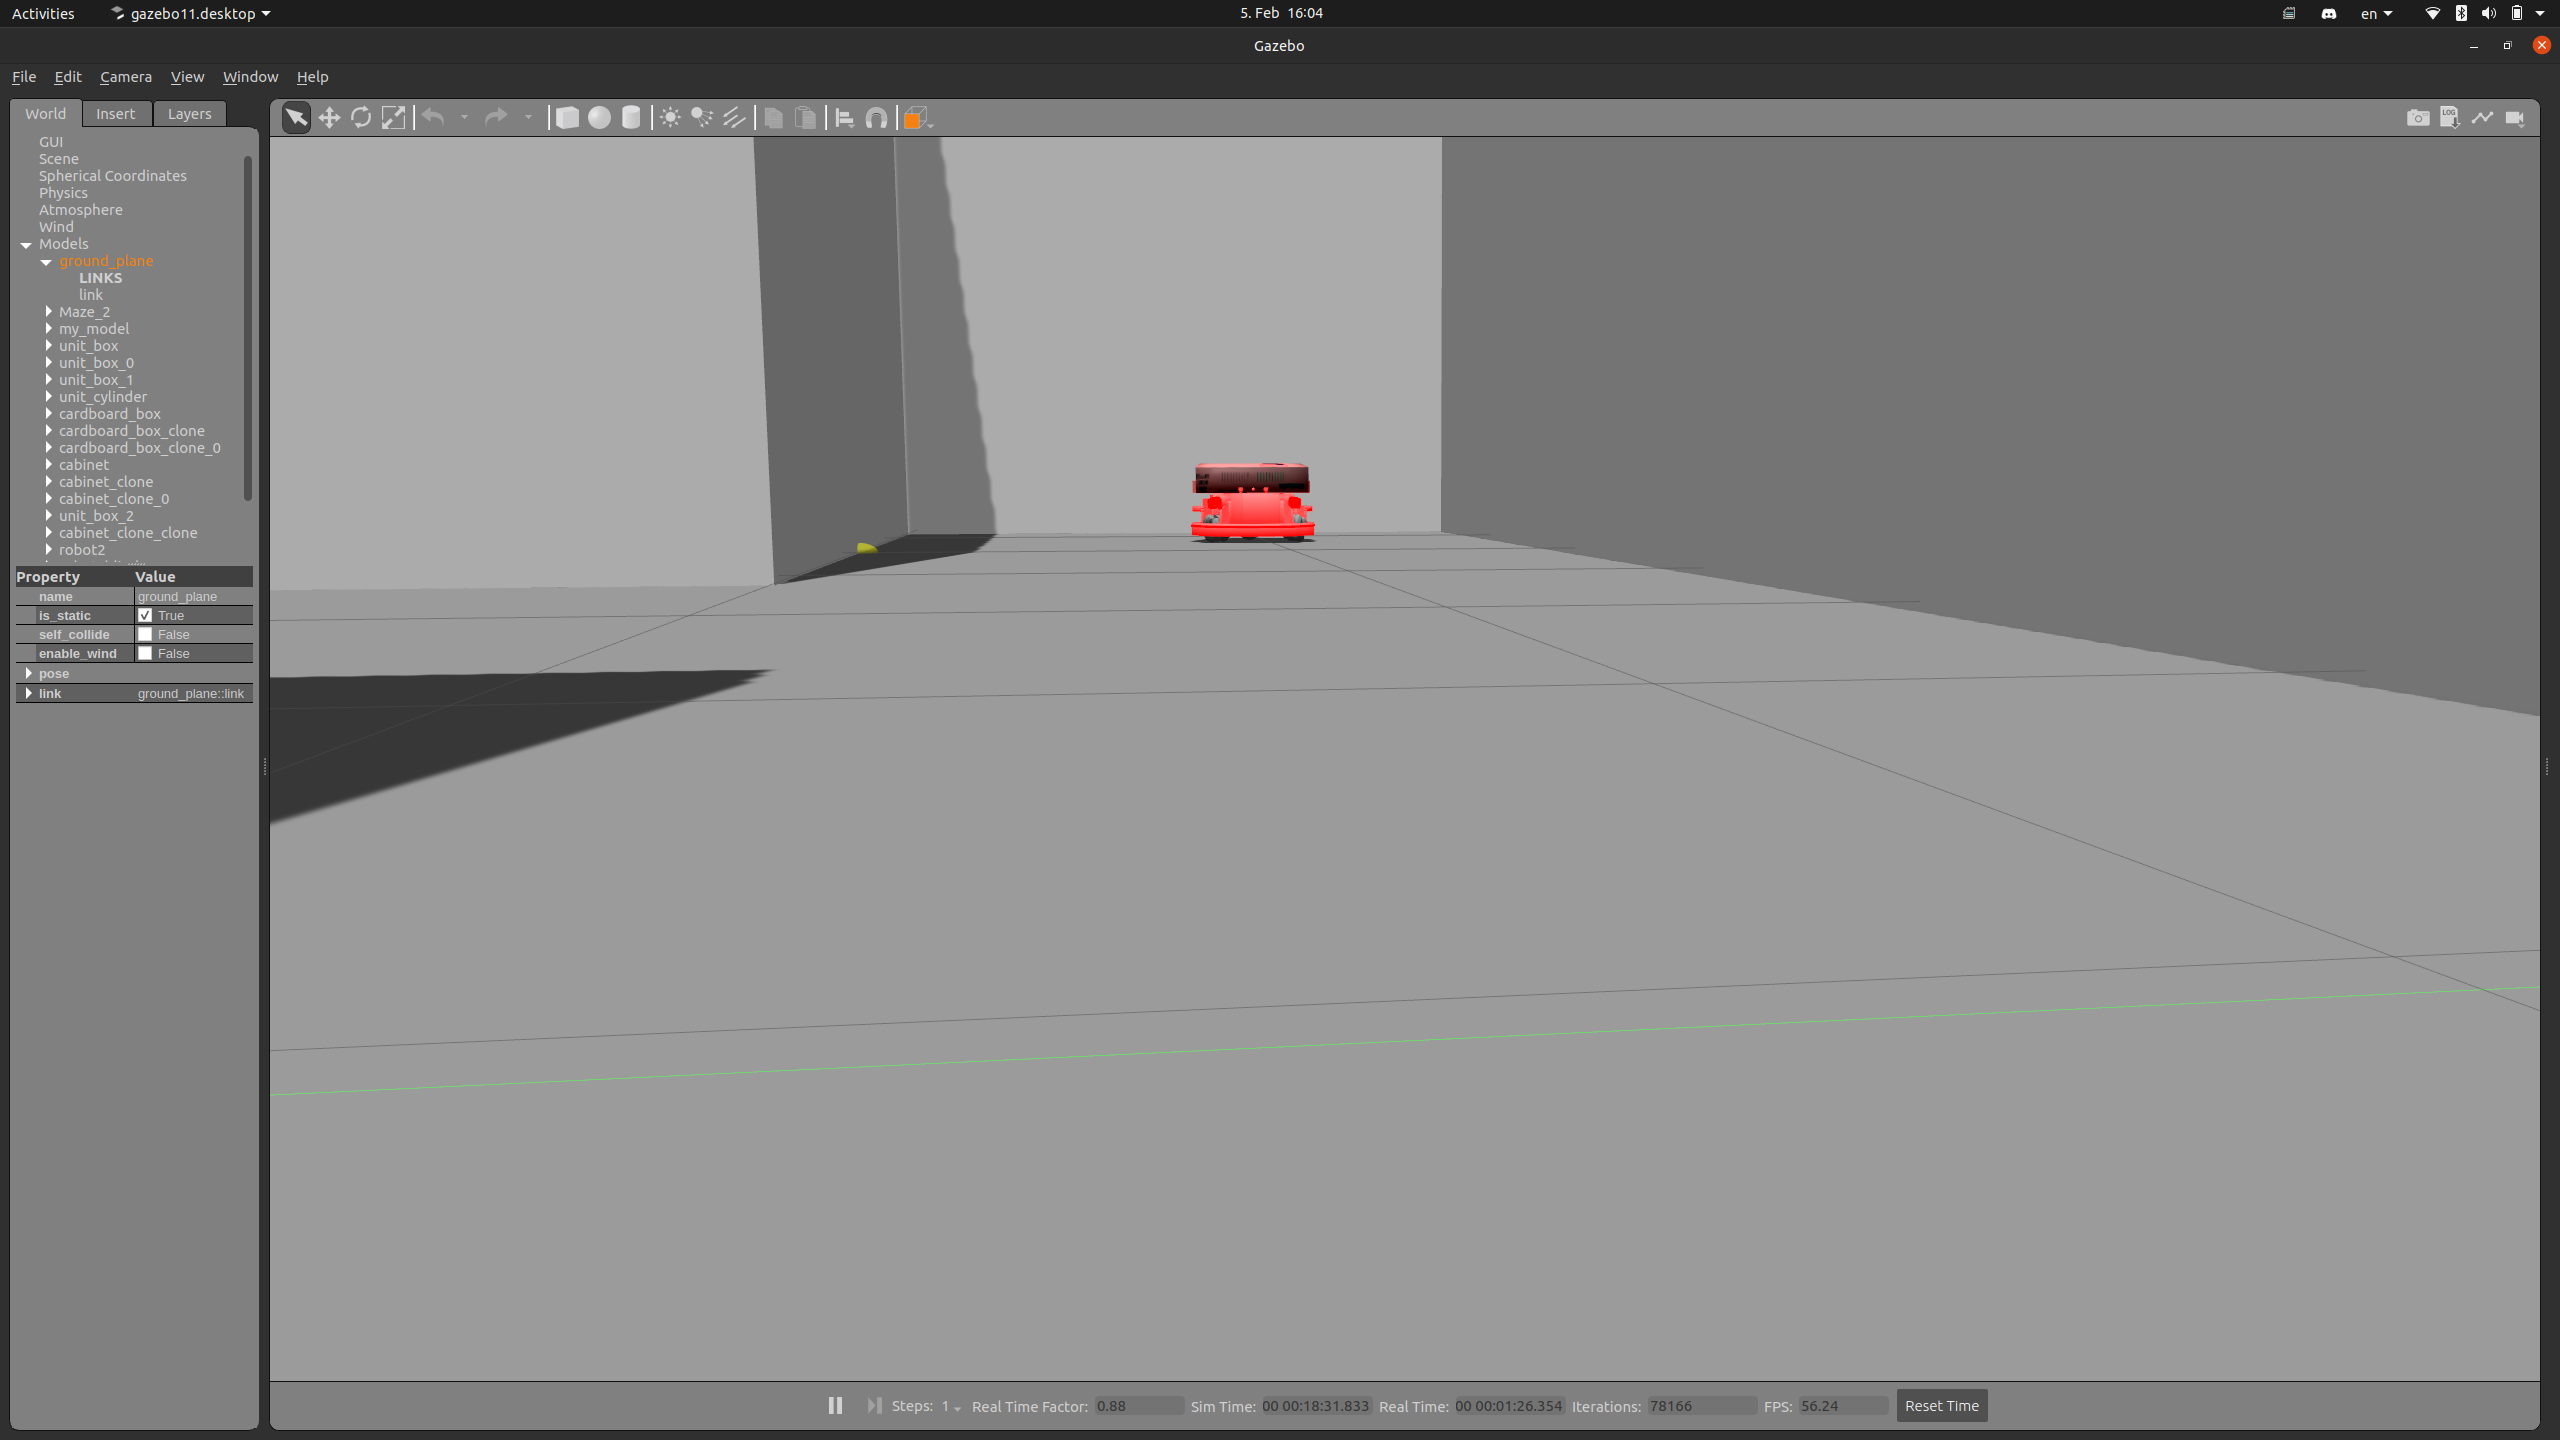 Activities gazebo11.desktop 5. Feb 16:04 en
Gazebo
File Edit Camera View Window Help
World Insert Layers
LOG
GUI
Scene
Spherical Coordinates
Physics
Atmosphere
Wind
Models
ground_plane
LINKS
link
Maze_2
my_model
unit_box
unit_box_0
unit_box_1
unit_cylinder
cardboard_box
cardboard_box_clone
cardboard_box_clone_0
cabinet
cabinet_clone
cabinet_clone_0
unit_box_2
cabinet_clone_clone
robot2
Property Value
name ground_plane
is_static True
self_collide False
enable_wind False
pose
link ground_plane::link
Steps: 1 Real Time Factor: 0.88 Sim Time: 00 00:18:31.833 Real Time: 00 00:01:26.354 Iterations: 78166 FPS: 56.24 Reset Time